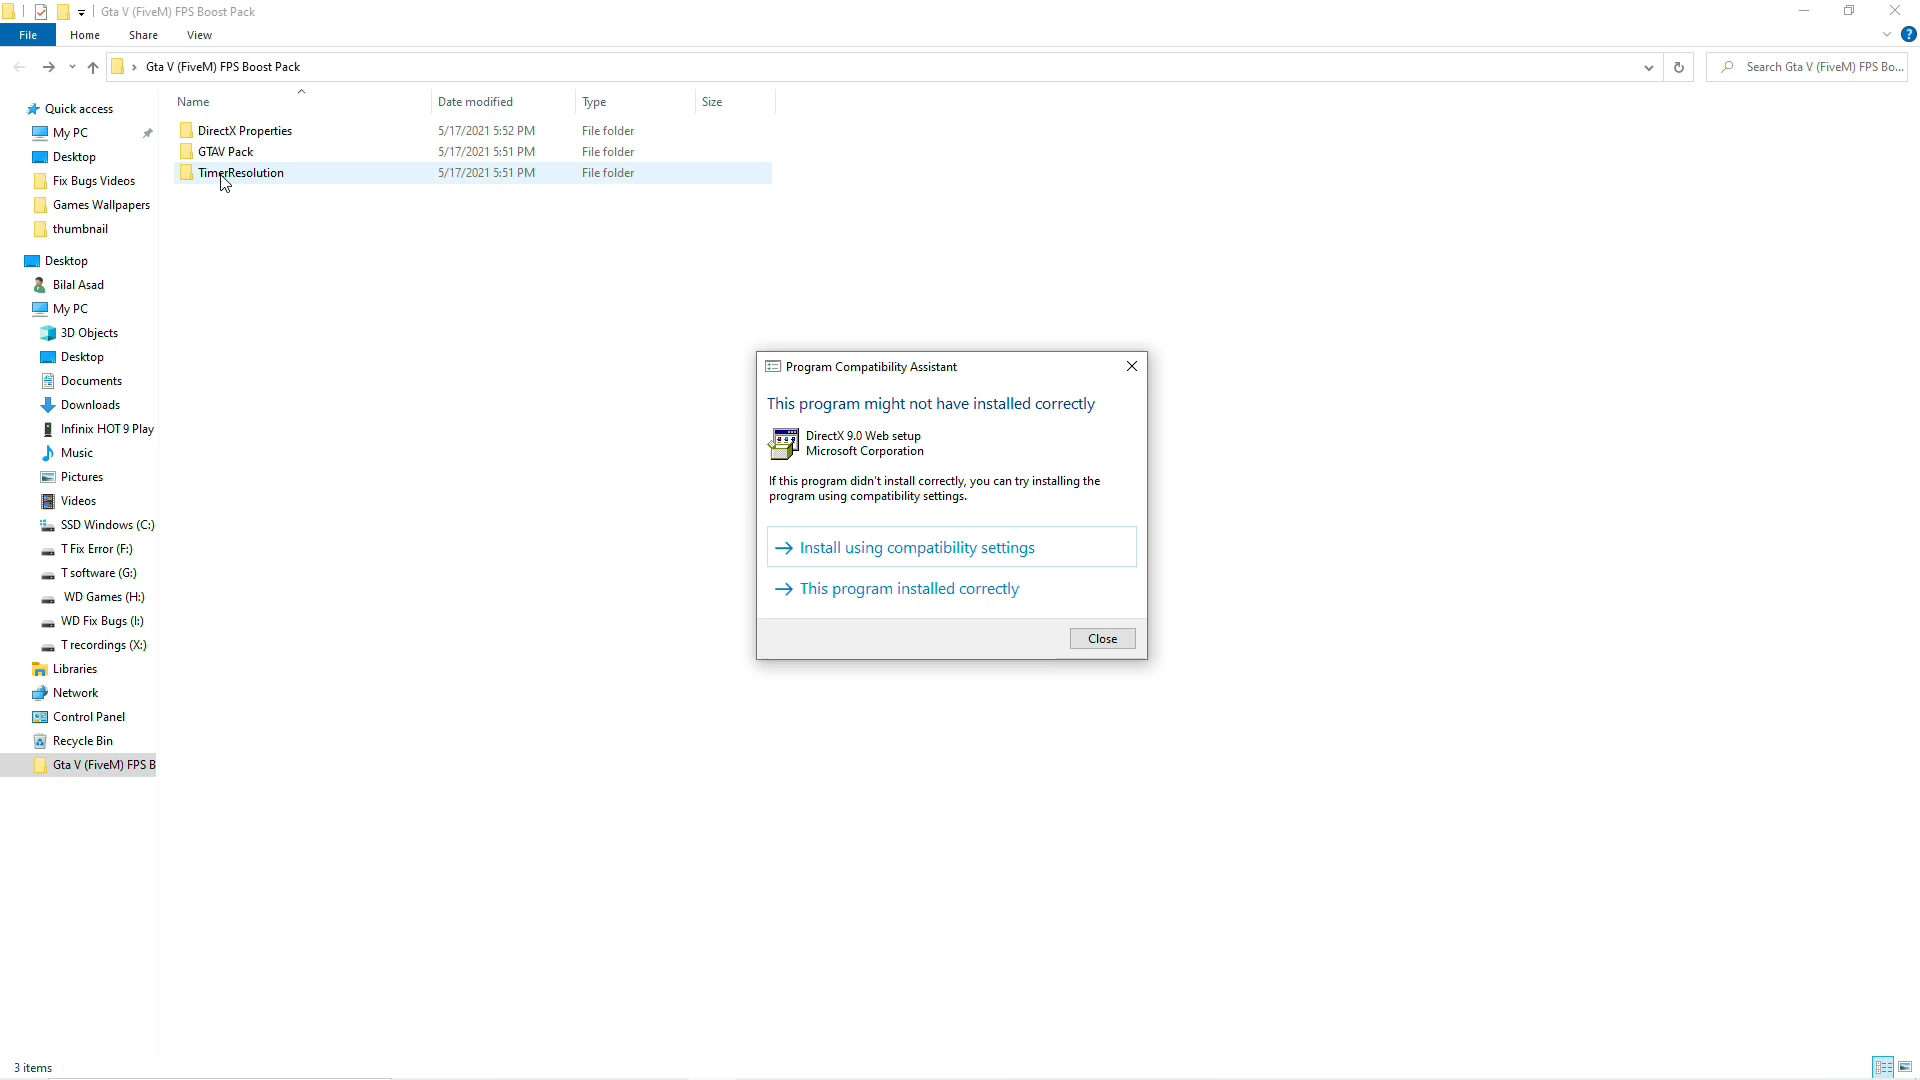 Gta V (FiveM) FPS Boost Pack
File Home Share View
Gta V (FiveM) FPS Boost Pack
Search Gta V (FiveM) FPS Bo...
Name Date modified Type Size
DirectX Properties 5/17/2021 5:52 PM File folder
GTAV Pack 5/17/2021 5:51 PM File folder
TimerResolution 5/17/2021 5:51 PM File folder
Quick access
My PC
Desktop
Fix Bugs Videos
Games Wallpapers
thumbnail
Desktop
Bilal Asad
My PC
3D Objects
Desktop
Documents
Downloads
Infinix HOT 9 Play
Music
Pictures
Videos
SSD Windows (C:)
T Fix Error (F:)
T software (G:)
WD Games (H:)
WD Fix Bugs (I:)
T recordings (X:)
Libraries
Network
Control Panel
Recycle Bin
Gta V (FiveM) FPS B
Program Compatibility Assistant
This program might not have installed correctly
DirectX 9.0 Web setup
Microsoft Corporation
If this program didn't install correctly, you can try installing the
program using compatibility settings.
Install using compatibility settings
This program installed correctly
Close
3 items